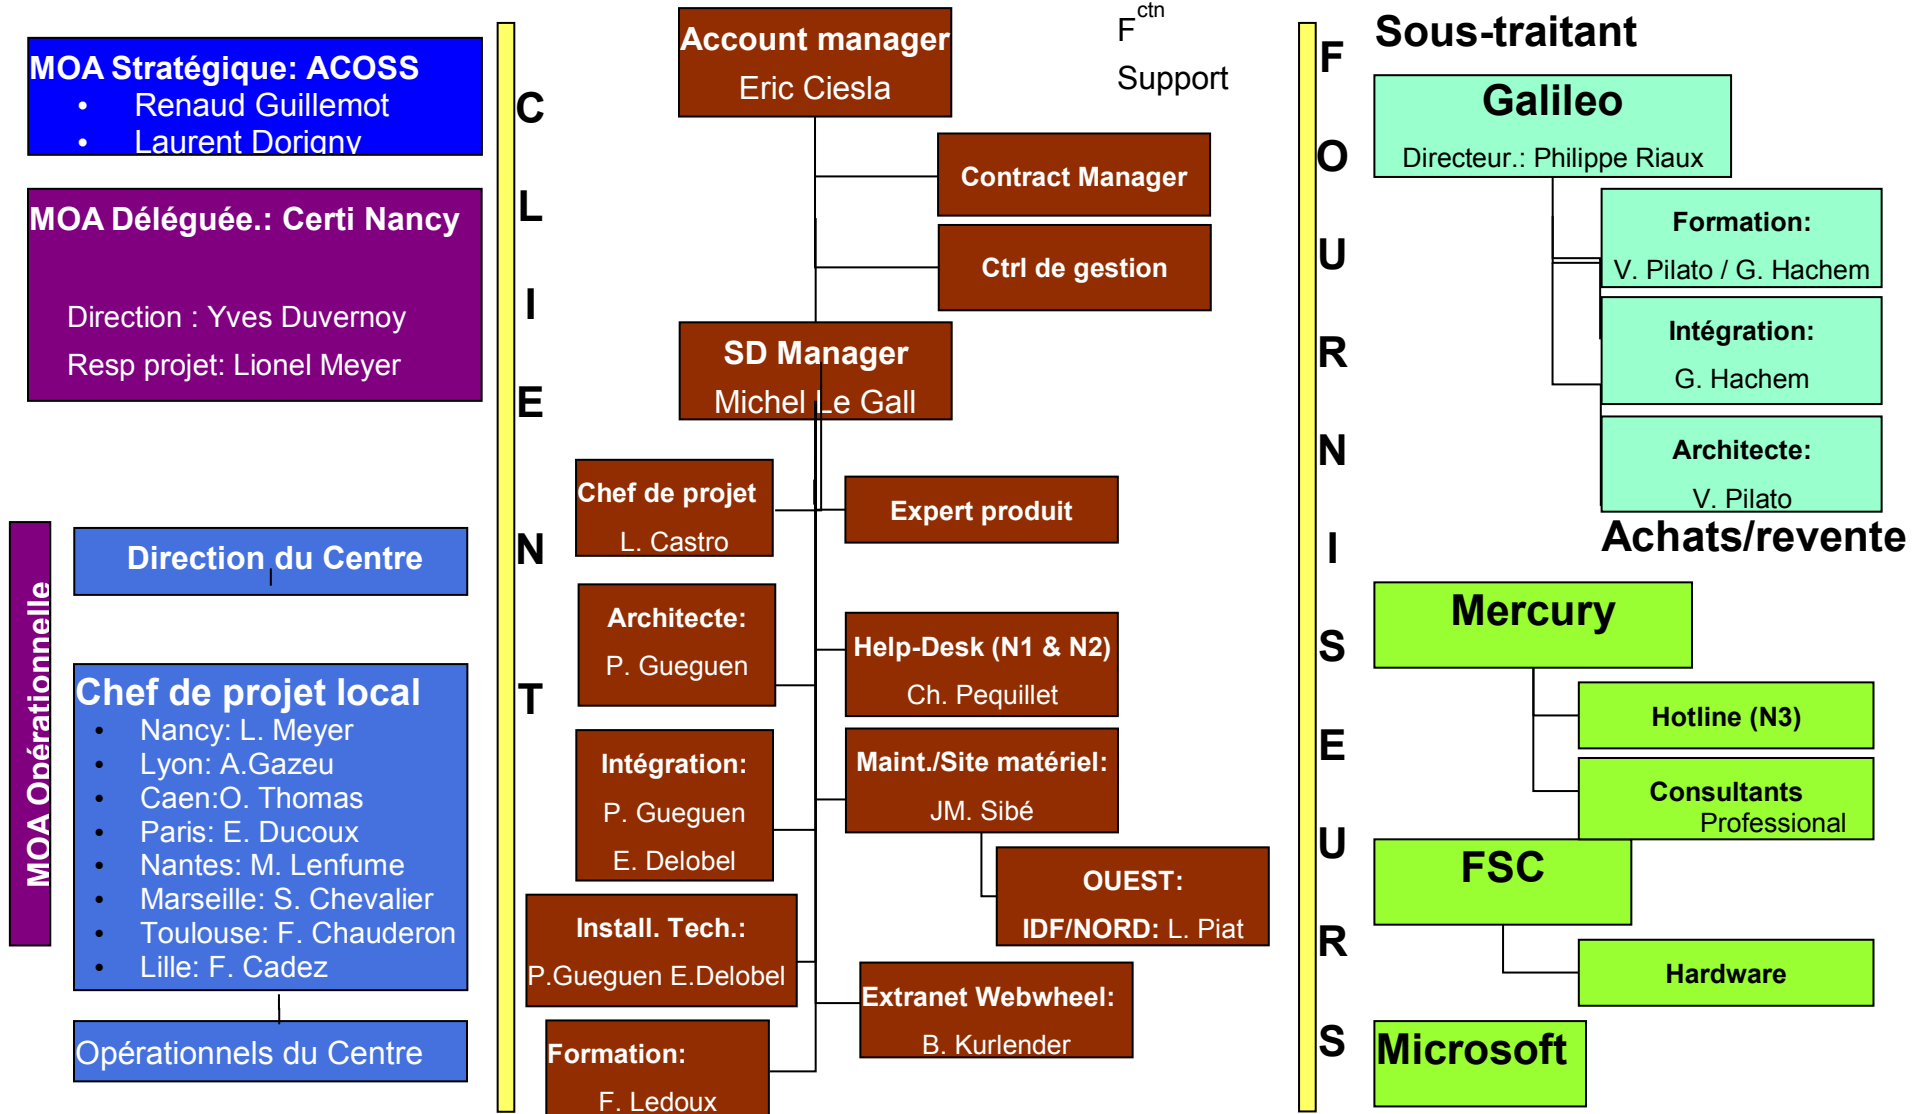 MOA Stratégique: ACOSS
• Renaud Guillemot
• Laurent Dorigny
MOA Déléguée.: Certi Nancy
Direction : Yves Duvernoy
Resp projet: Lionel Meyer
MOA Opérationnelle
Direction du Centre
Chef de projet local
• Nancy: L. Meyer
• Lyon: A.Gazeu
• Caen:O. Thomas
• Paris: E. Ducoux
• Nantes: M. Lenfume
• Marseille: S. Chevalier
• Toulouse: F. Chauderon
• Lille: F. Cadez
Opérationnels du Centre
C
L
I
E
N
T
Account manager
Eric Ciesla
Fctn
Support
Contract Manager
Ctrl de gestion
SD Manager
Michel Le Gall
Chef de projet
L. Castro
Expert produit
Architecte:
P. Gueguen
Help-Desk (N1 & N2)
Ch. Pequillet
Intégration:
P. Gueguen
E. Delobel
Maint./Site matériel:
JM. Sibé
OUEST:
IDF/NORD: L. Piat
Install. Tech.:
P.Gueguen E.Delobel
Extranet Webwheel:
B. Kurlender
Formation:
F. Ledoux
F
O
U
R
N
I
S
E
U
R
S
Sous-traitant
Galileo
Directeur.: Philippe Riaux
Formation:
V. Pilato / G. Hachem
Intégration:
G. Hachem
Architecte:
V. Pilato
Achats/revente
Mercury
Hotline (N3)
Consultants
Professional
FSC
Hardware
Microsoft